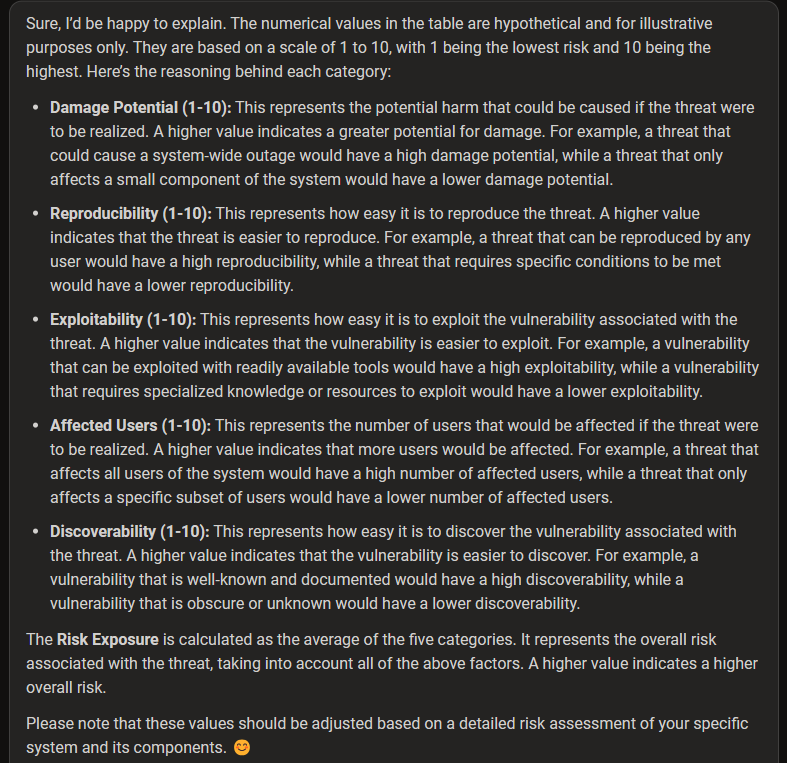 Sure, I’d be happy to explain. The numerical values in the table are hypothetical and for illustrative
purposes only. They are based on a scale of 1 to 10, with 1 being the lowest risk and 10 being the
highest. Here’s the reasoning behind each category:
• Damage Potential (1-10): This represents the potential harm that could be caused if the threat were
to be realized. A higher value indicates a greater potential for damage. For example, a threat that
could cause a system-wide outage would have a high damage potential, while a threat that only
affects a small component of the system would have a lower damage potential.
• Reproducibility (1-10): This represents how easy it is to reproduce the threat. A higher value
indicates that the threat is easier to reproduce. For example, a threat that can be reproduced by any
user would have a high reproducibility, while a threat that requires specific conditions to be met
would have a lower reproducibility.
• Exploitability (1-10): This represents how easy it is to exploit the vulnerability associated with the
threat. A higher value indicates that the vulnerability is easier to exploit. For example, a vulnerability
that can be exploited with readily available tools would have a high exploitability, while a vulnerability
that requires specialized knowledge or resources to exploit would have a lower exploitability.
• Affected Users (1-10): This represents the number of users that would be affected if the threat were
to be realized. A higher value indicates that more users would be affected. For example, a threat that
affects all users of the system would have a high number of affected users, while a threat that only
affects a specific subset of users would have a lower number of affected users.
• Discoverability (1-10): This represents how easy it is to discover the vulnerability associated with
the threat. A higher value indicates that the vulnerability is easier to discover. For example, a
vulnerability that is well-known and documented would have a high discoverability, while a
vulnerability that is obscure or unknown would have a lower discoverability.
The Risk Exposure is calculated as the average of the five categories. It represents the overall risk
associated with the threat, taking into account all of the above factors. A higher value indicates a higher
overall risk.
Please note that these values should be adjusted based on a detailed risk assessment of your specific
system and its components. 😊